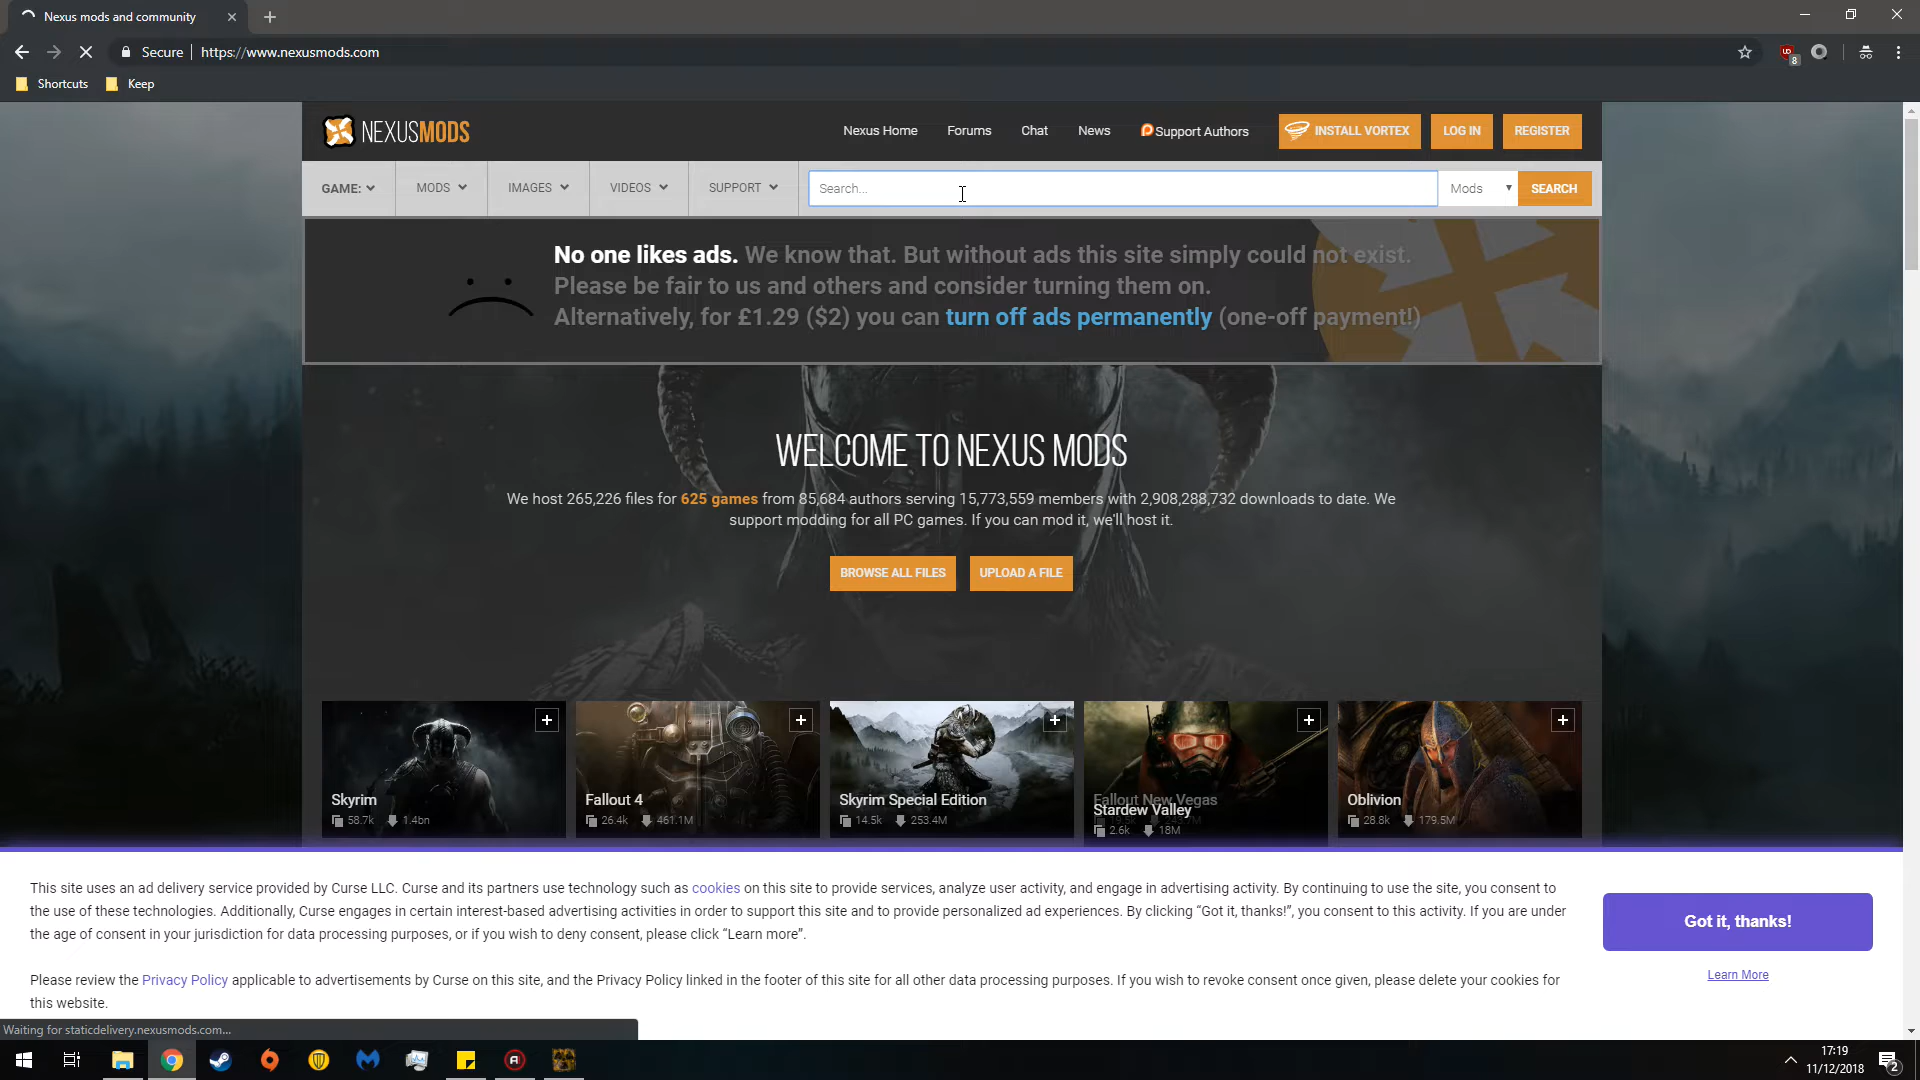 Nexus mods and community
Secure https://www.nexusmods.com
8
Shortcuts Keep
NEXUSMODS
Nexus Home Forums Chat News Support Authors INSTALL VORTEX LOG IN REGISTER
GAME: MODS IMAGES VIDEOS SUPPORT Search... Mods SEARCH
No one likes ads. We know that. But without ads this site simply could not exist.
Please be fair to us and others and consider turning them on.
Alternatively, for £1.29 ($2) you can turn off ads permanently (one-off payment!)
WELCOME TO NEXUS MODS
We host 265,226 files for 625 games from 85,684 authors serving 15,773,559 members with 2,908,288,732 downloads to date. We
support modding for all PC games. If you can mod it, we'll host it.
BROWSE ALL FILES UPLOAD A FILE
Skyrim
58.7k 1.4bn
Fallout 4
26.4k 461.1M
Skyrim Special Edition
14.5k 253.4M
Fallout New Vegas
Stardew Valley
2.6k 18M
Oblivion
28.8k 179.5M
This site uses an ad delivery service provided by Curse LLC. Curse and its partners use technology such as cookies on this site to provide services, analyze user activity, and engage in advertising activity. By continuing to use the site, you consent to
the use of these technologies. Additionally, Curse engages in certain interest-based advertising activities in order to support this site and to provide personalized ad experiences. By clicking “Got it, thanks!”, you consent to this activity. If you are under
the age of consent in your jurisdiction for data processing purposes, or if you wish to deny consent, please click “Learn more”.
Got it, thanks!
Learn More
Please review the Privacy Policy applicable to advertisements by Curse on this site, and the Privacy Policy linked in the footer of this site for all other data processing purposes. If you wish to revoke consent once given, please delete your cookies for
this website.
Waiting for staticdelivery.nexusmods.com...
17:19
11/12/2018
2